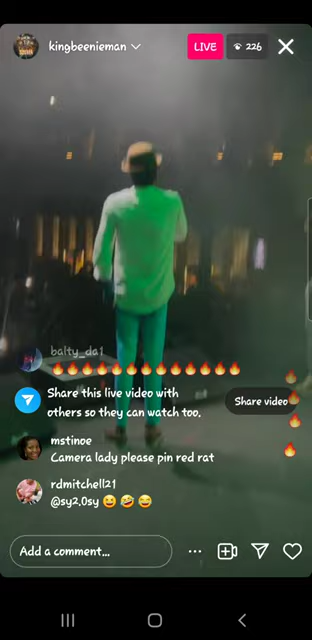 kingbeenieman
LIVE
226
balty_da1
🔥🔥🔥🔥🔥🔥🔥🔥🔥🔥🔥🔥🔥
Share this live video with
others so they can watch too.
Share video
mstinoe
Camera lady please pin red rat
rdmitchell21
@sy2.0sy 😆🤣😂
Add a comment...